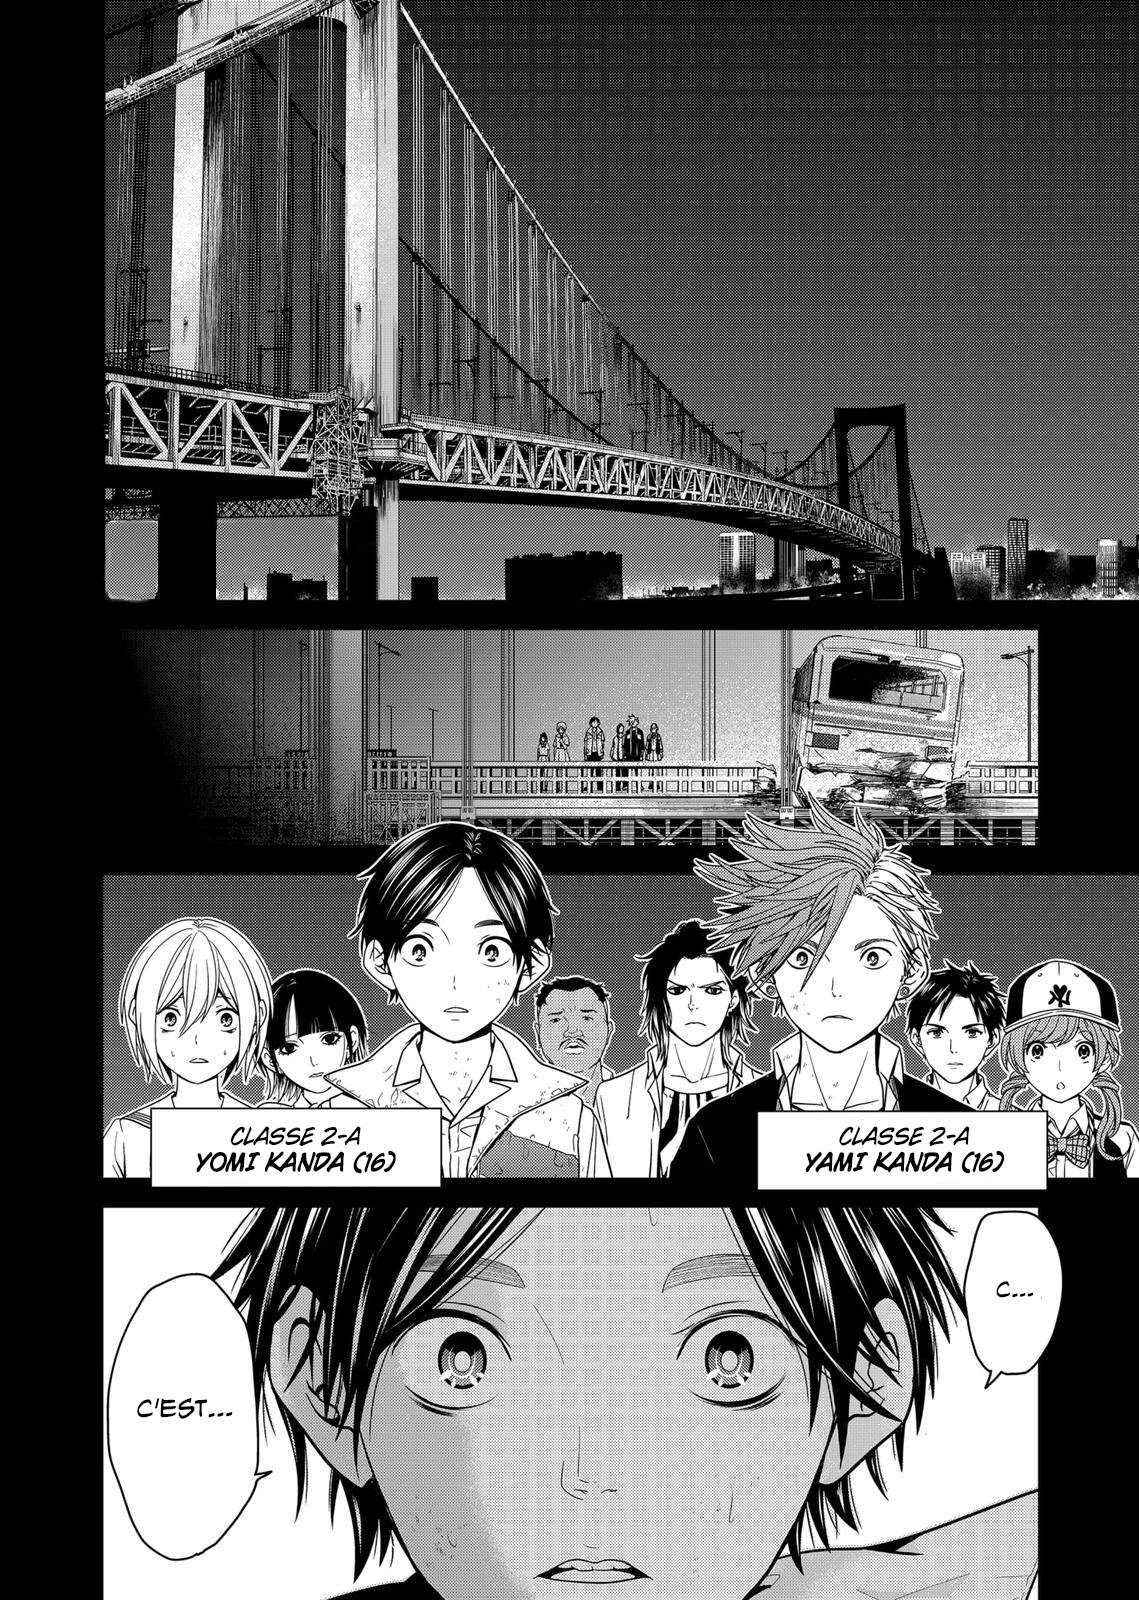 CLASSE 2-A
YAMI KANDA (16)
CLASSE 2-A
YOMI KANDA (16)
C...
C'EST...